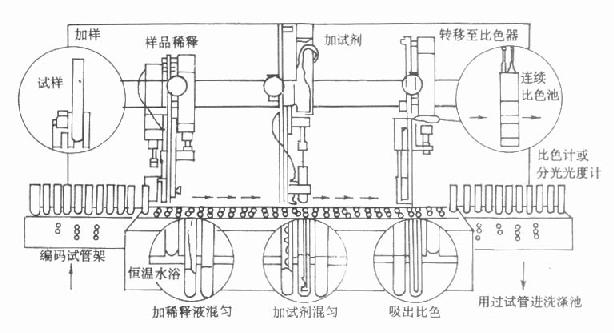 加样
样品稀释
加试剂
转移至比色器
试样
连续
比色池
比色计或
分光光度计
编码试管架
恒温水浴
加稀释液混匀
加试剂混匀
吸出比色
用过试管进洗涤池